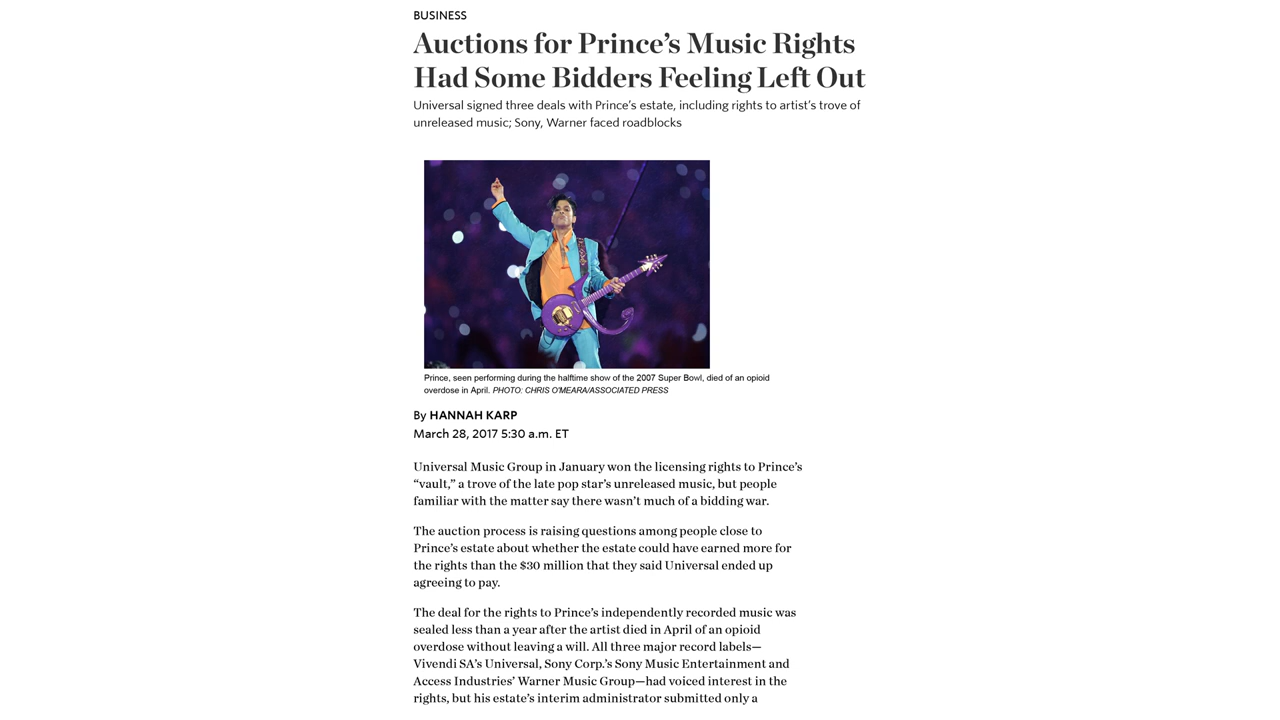 BUSINESS
Auctions for Prince’s Music Rights
Had Some Bidders Feeling Left Out
Universal signed three deals with Prince’s estate, including rights to artist’s trove of
unreleased music; Sony, Warner faced roadblocks
Prince, seen performing during the halftime show of the 2007 Super Bowl, died of an opioid
overdose in April. PHOTO: CHRIS O'MEARA/ASSOCIATED PRESS
By HANNAH KARP
March 28, 2017 5:30 a.m. ET
Universal Music Group in January won the licensing rights to Prince’s
“vault,” a trove of the late pop star’s unreleased music, but people
familiar with the matter say there wasn’t much of a bidding war.
The auction process is raising questions among people close to
Prince’s estate about whether the estate could have earned more for
the rights than the $30 million that they said Universal ended up
agreeing to pay.
The deal for the rights to Prince’s independently recorded music was
sealed less than a year after the artist died in April of an opioid
overdose without leaving a will. All three major record labels—
Vivendi SA’s Universal, Sony Corp.’s Sony Music Entertainment and
Access Industries’ Warner Music Group—had voiced interest in the
rights, but his estate’s interim administrator submitted only a